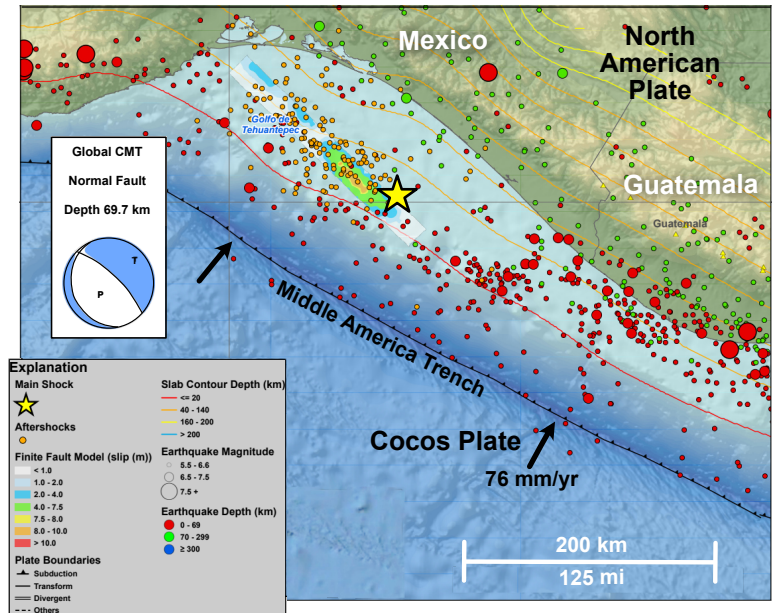 Mexico
North
American
Plate
Golfo de
Tehuantepec
Global CMT
Normal Fault
Depth 69.7 km
T
P
Guatemala
Guatemala
Middle America Trench
Cocos Plate
76 mm/yr
200 km
125 mi
Explanation
Main Shock
Aftershocks
Finite Fault Model (slip (m))
< 1.0
1.0 - 2.0
2.0 - 4.0
4.0 - 7.5
7.5 - 8.0
8.0 - 10.0
> 10.0
Plate Boundaries
Subduction
Transform
Divergent
Others
Slab Contour Depth (km)
<= 20
40 - 140
160 - 200
> 200
Earthquake Magnitude
5.5 - 6.6
6.5 - 7.5
7.5 +
Earthquake Depth (km)
0 - 69
70 - 299
≥ 300